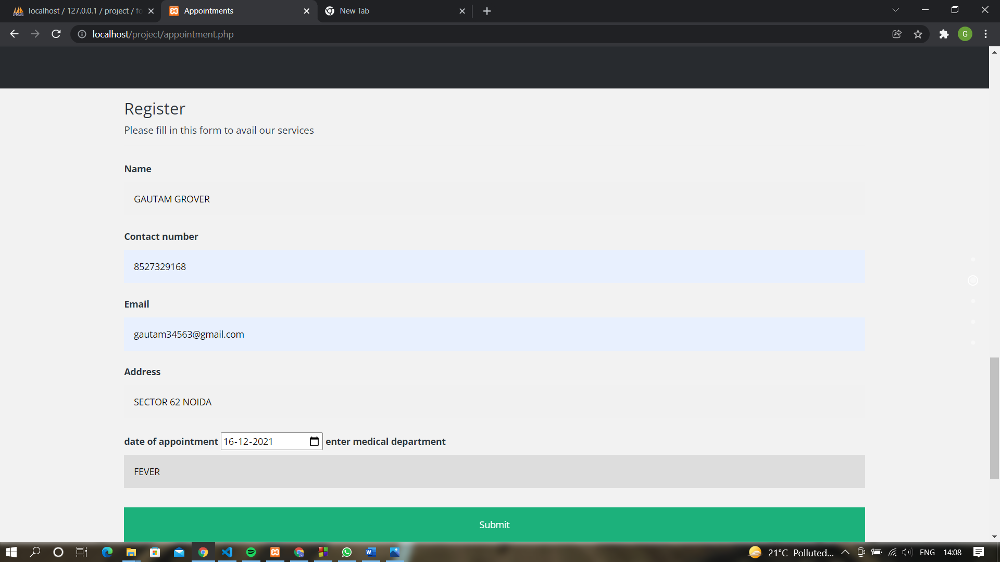 localhost / 127.0.0.1 / project / fo
Appointments
New Tab
localhost/project/appointment.php
G
Register
Please fill in this form to avail our services
Name
GAUTAM GROVER
Contact number
8527329168
Email
gautam34563@gmail.com
Address
SECTOR 62 NOIDA
date of appointment 16-12-2021 enter medical department
FEVER
Submit
21°C Polluted... ENG 14:08